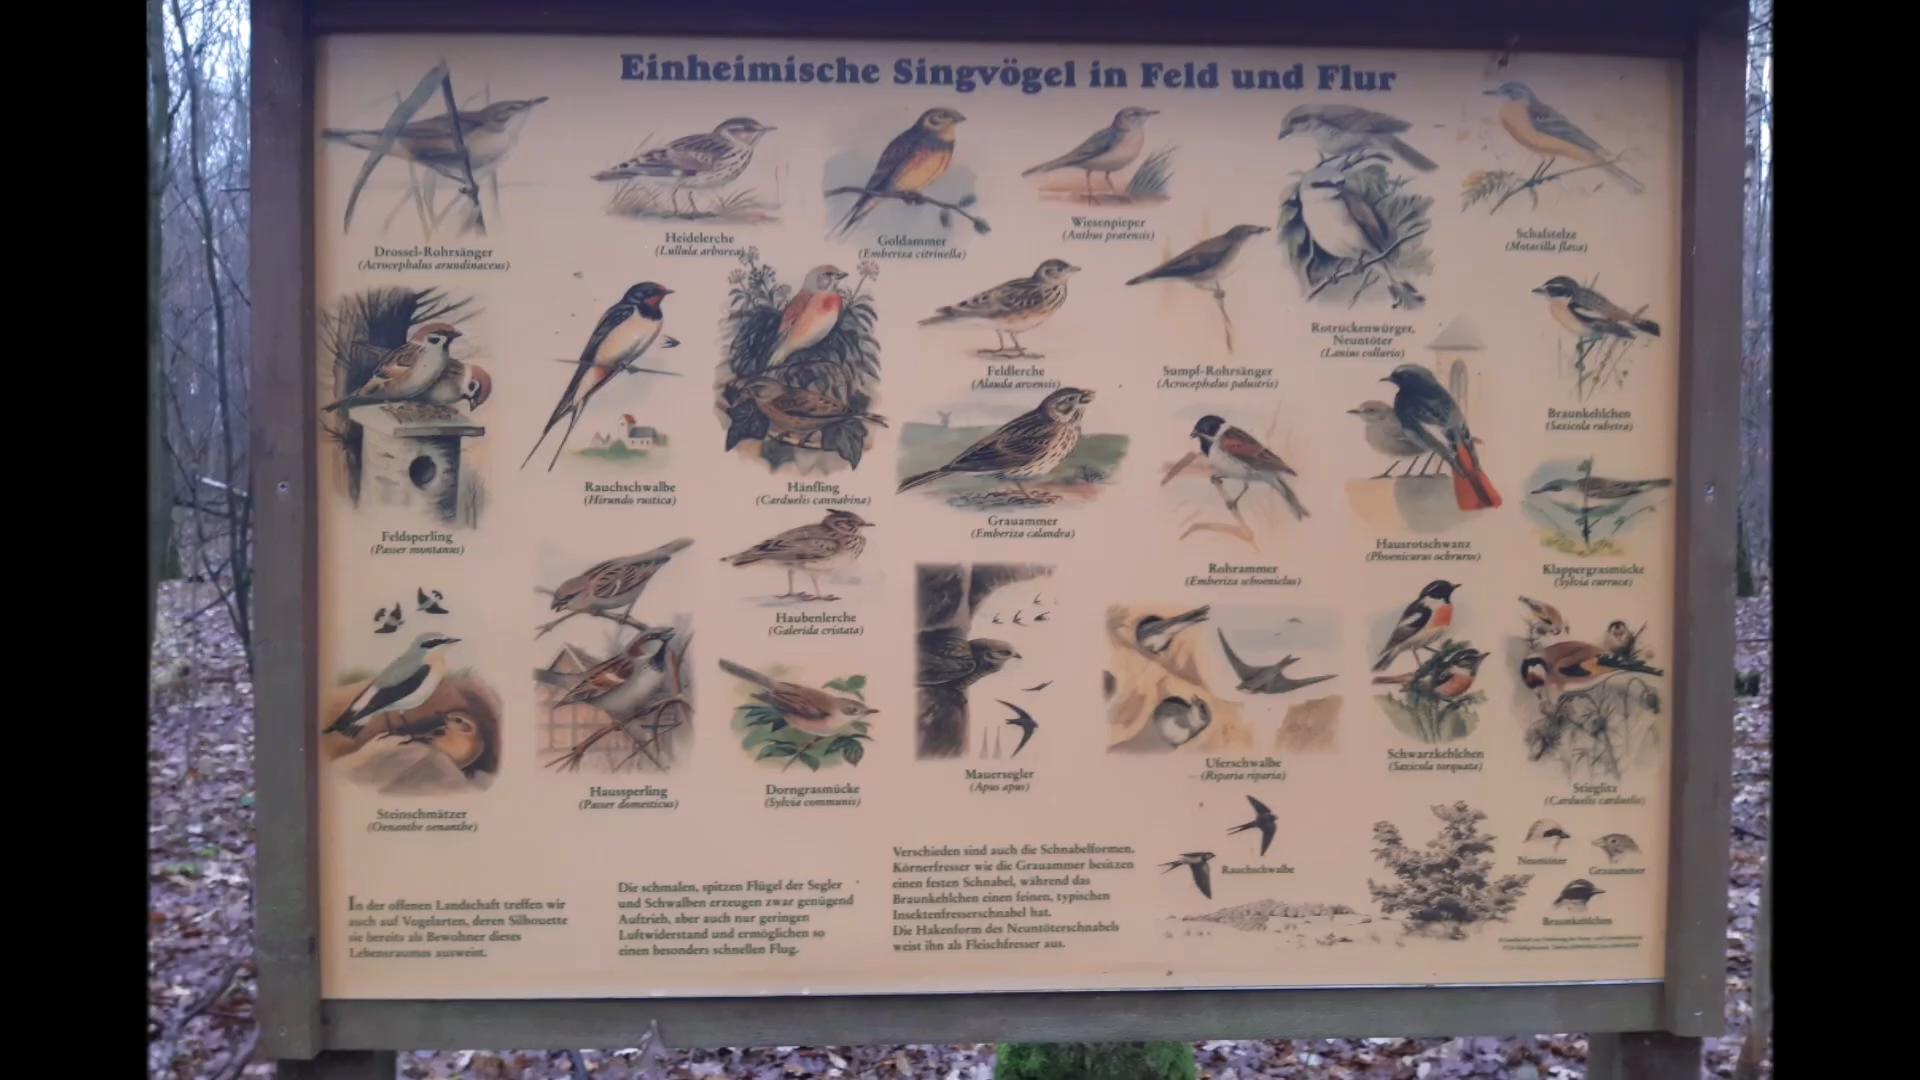 Einheimische Singvögel in Feld und Flur
Drossel-Rohrsänger
(Acrocephalus arundinaceus)
Heidelerche
(Lullula arborea)
Goldammer
(Emberiza citrinella)
Wiesenpieper
(Anthus pratensis)
Schafstelze
(Motacilla flava)
Rotrückenwürger,
Neuntöter
(Lanius collurio)
Feldlerche
(Alauda arvensis)
Sumpf-Rohrsänger
(Acrocephalus palustris)
Braunkehlchen
(Saxicola rubetra)
Feldsperling
(Passer montanus)
Rauchschwalbe
(Hirundo rustica)
Hänfling
(Carduelis cannabina)
Grauammer
(Emberiza calandra)
Rohrammer
(Emberiza schoeniclus)
Hausrotschwanz
(Phoenicurus ochruros)
Klappergrasmücke
(Sylvia curruca)
Haubenlerche
(Galerida cristata)
Steinschmätzer
(Oenanthe oenanthe)
Haussperling
(Passer domesticus)
Dorngrasmücke
(Sylvia communis)
Mauersegler
(Apus apus)
Uferschwalbe
(Riparia riparia)
Schwarzkehlchen
(Saxicola torquata)
Stieglitz
(Carduelis carduelis)
In der offenen Landschaft treffen wir
auch auf Vogelarten, deren Silhouette
sie bereits als Bewohner dieses
Lebensraumes ausweist.
Die schmalen, spitzen Flügel der Segler
und Schwalben erzeugen zwar genügend
Auftrieb, aber auch nur geringen
Luftwiderstand und ermöglichen so
einen besonders schnellen Flug.
Verschieden sind auch die Schnabelformen.
Körnerfresser wie die Grauammer besitzen
einen festen Schnabel, während das
Braunkehlchen einen feinen, typischen
Insektenfresserschnabel hat.
Die Hakenform des Neuntöterschnabels
weist ihn als Fleischfresser aus.
Rauchschwalbe
Neuntöter
Grauammer
Braunkehlchen